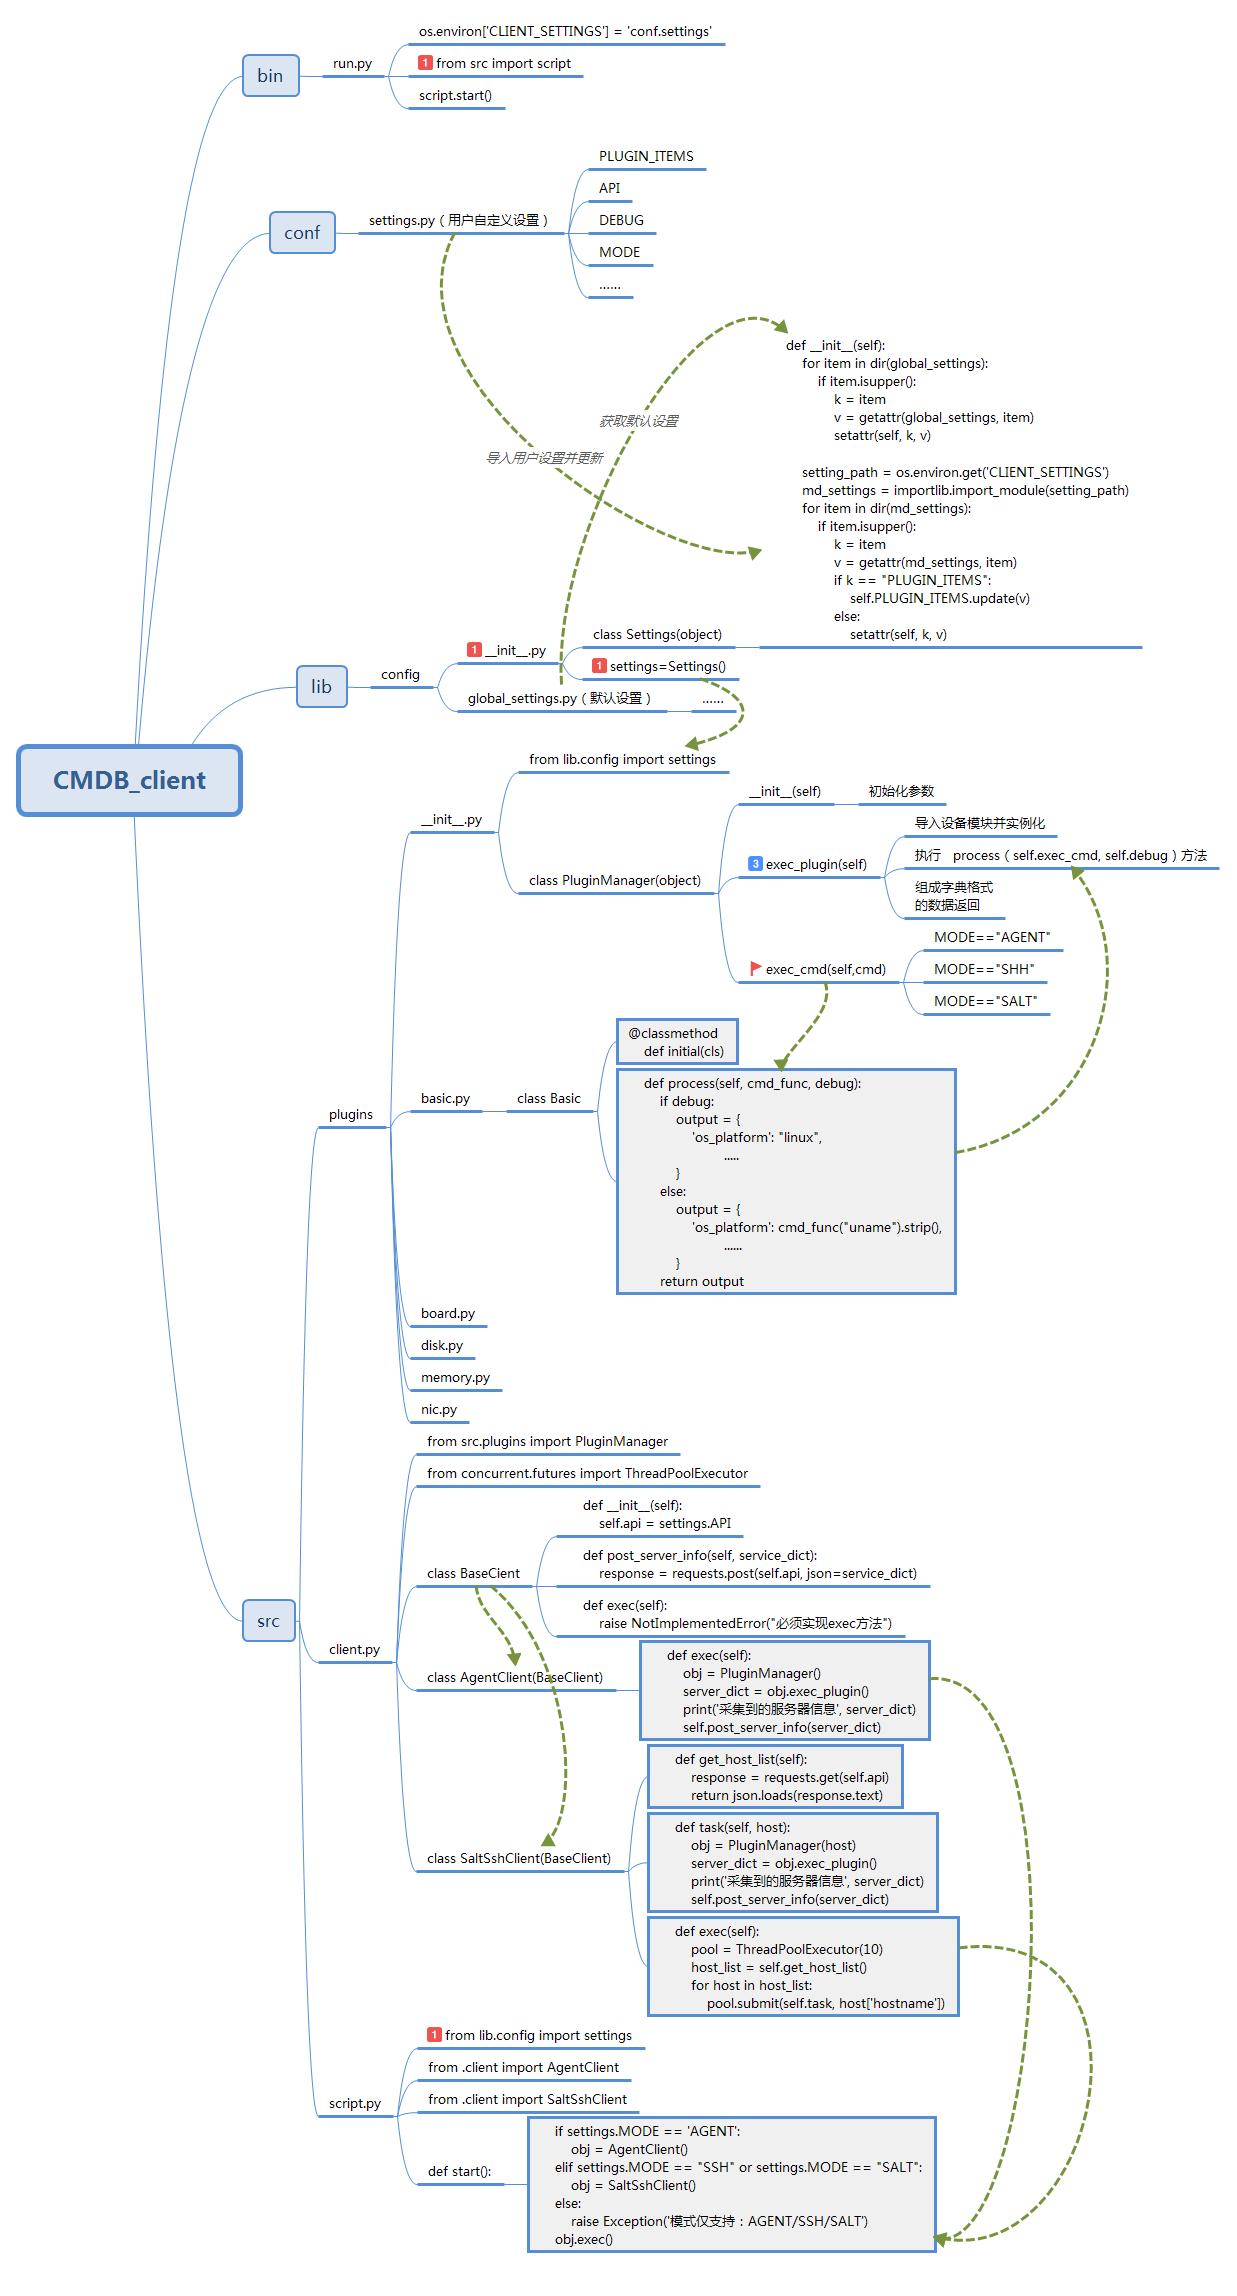 os.environ['CLIENT_SETTINGS'] = 'conf.settings'
bin
run.py
1 from src import script
script.start()
PLUGIN_ITEMS
API
conf
settings.py（用户自定义设置）
DEBUG
MODE
......
def __init__(self):
for item in dir(global_settings):
if item.isupper():
k = item
v = getattr(global_settings, item)
setattr(self, k, v)
获取默认设置
导入用户设置并更新
setting_path = os.environ.get('CLIENT_SETTINGS')
md_settings = importlib.import_module(setting_path)
for item in dir(md_settings):
if item.isupper():
k = item
v = getattr(md_settings, item)
if k == "PLUGIN_ITEMS":
self.PLUGIN_ITEMS.update(v)
else:
setattr(self, k, v)
lib
config
1 __init__.py
class Settings(object)
1 settings=Settings()
global_settings.py（默认设置）
......
CMDB_client
from lib.config import settings
__init__.py
__init__(self)
初始化参数
class PluginManager(object)
导入设备模块并实例化
3 exec_plugin(self)
执行 process（self.exec_cmd, self.debug）方法
组成字典格式
的数据返回
exec_cmd(self,cmd)
MODE=="AGENT"
MODE=="SHH"
MODE=="SALT"
plugins
basic.py
class Basic
@classmethod
def initial(cls)
def process(self, cmd_func, debug):
if debug:
output = {
'os_platform': "linux",
.....
}
else:
output = {
'os_platform': cmd_func("uname").strip(),
......
}
return output
board.py
disk.py
memory.py
nic.py
src
client.py
from src.plugins import PluginManager
from concurrent.futures import ThreadPoolExecutor
class BaseCient
def __init__(self):
self.api = settings.API
def post_server_info(self, service_dict):
response = requests.post(self.api, json=service_dict)
def exec(self):
raise NotImplementedError("必须实现exec方法")
class AgentClient(BaseClient)
def exec(self):
obj = PluginManager()
server_dict = obj.exec_plugin()
print('采集到的服务器信息', server_dict)
self.post_server_info(server_dict)
class SaltSshClient(BaseClient)
def get_host_list(self):
response = requests.get(self.api)
return json.loads(response.text)
def task(self, host):
obj = PluginManager(host)
server_dict = obj.exec_plugin()
print('采集到的服务器信息', server_dict)
self.post_server_info(server_dict)
def exec(self):
pool = ThreadPoolExecutor(10)
host_list = self.get_host_list()
for host in host_list:
pool.submit(self.task, host['hostname'])
script.py
1 from lib.config import settings
from .client import AgentClient
from .client import SaltSshClient
def start():
if settings.MODE == 'AGENT':
obj = AgentClient()
elif settings.MODE == "SSH" or settings.MODE == "SALT":
obj = SaltSshClient()
else:
raise Exception('模式仅支持：AGENT/SSH/SALT')
obj.exec()